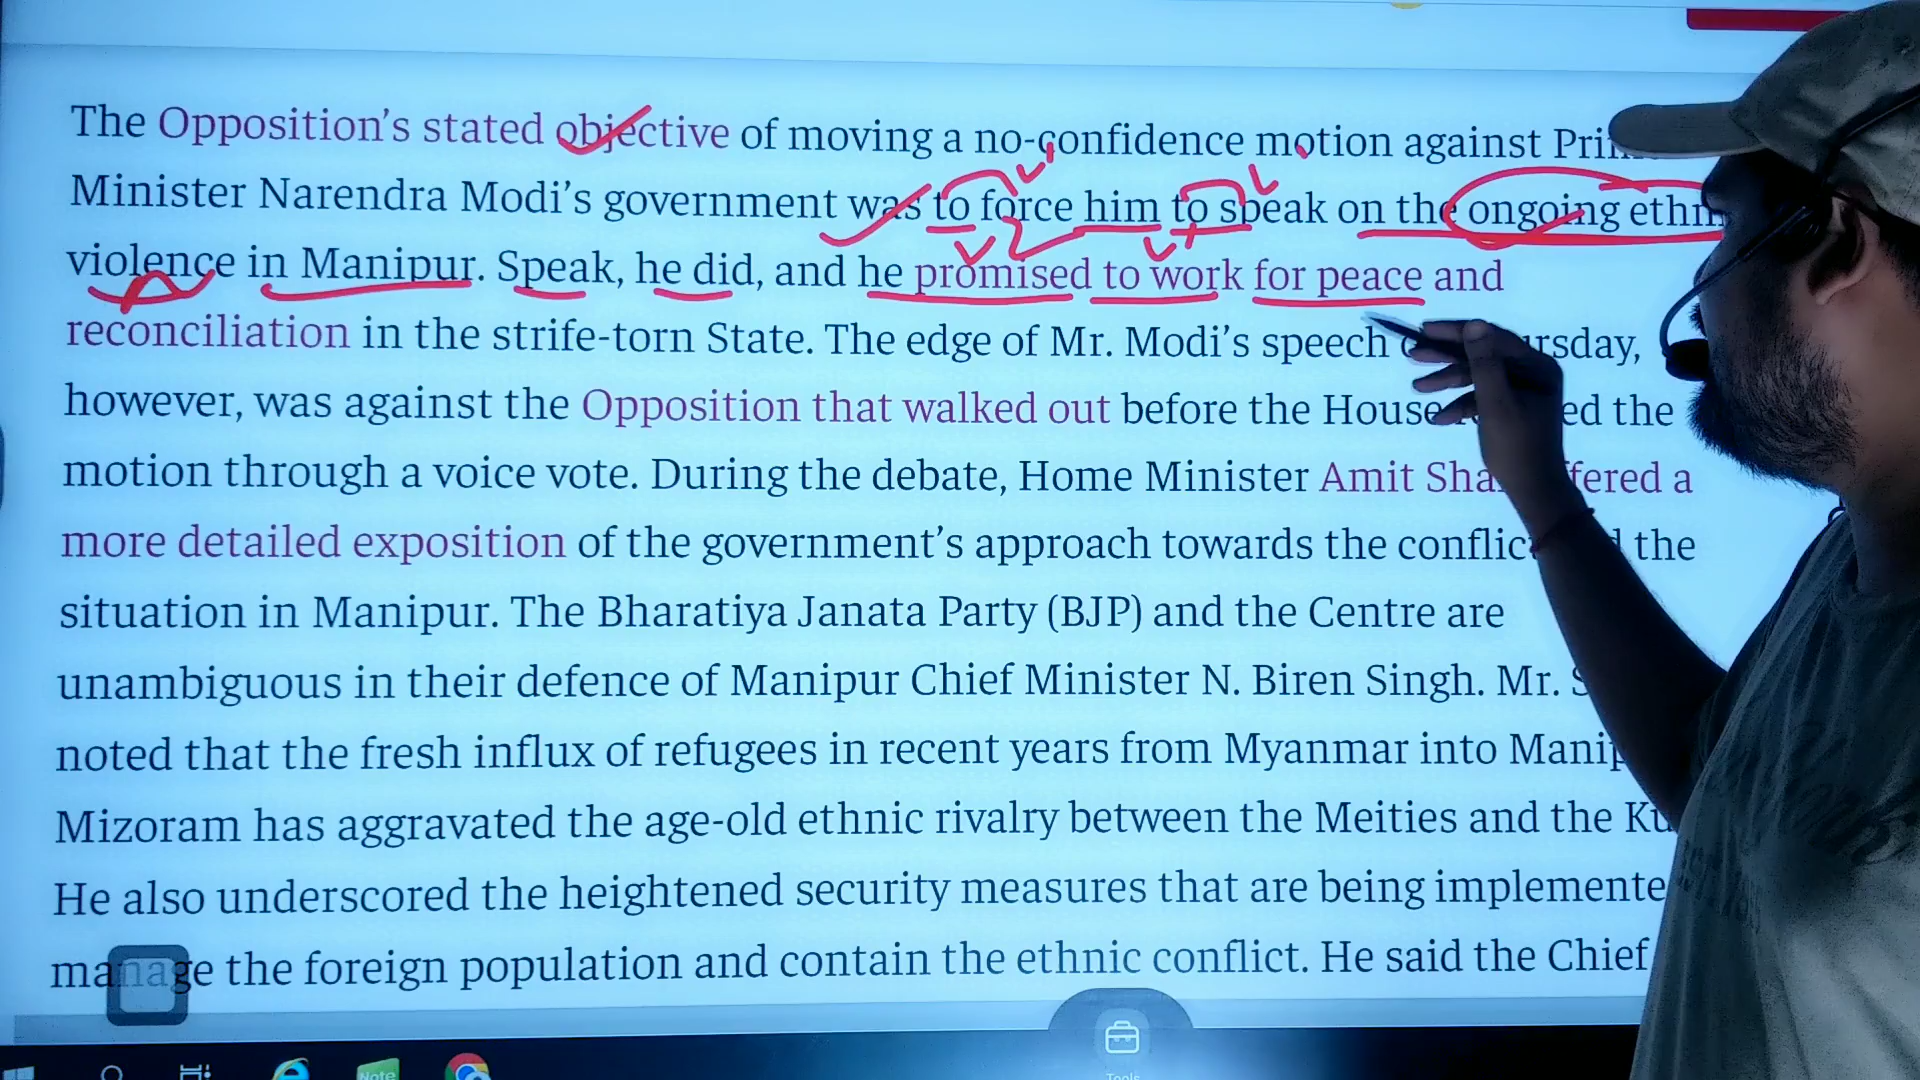 The Opposition's stated objective of moving a no-confidence motion against
Minister Narendra Modi's government was to force him to speak on the ongoing
violence in Manipur. Speak, he did, and he promised to work for peace and
reconciliation in the strife-torn State. The edge of Mr. Modi's speech
however, was against the Opposition that walked out before the House the
motion through a voice vote. During the debate, Home Minister Amit a
more detailed exposition of the government's approach towards the the
situation in Manipur. The Bharatiya Janata Party (BJP) and the Centre are
unambiguous in their defence of Manipur Chief Minister N. Biren Singh. Mr.
noted that the fresh influx of refugees in recent years from Myanmar into
Mizoram has aggravated the age-old ethnic rivalry between the Meities and the
He also underscored the heightened security measures that are being
manage the foreign population and contain the ethnic conflict. He said the Chief
Note
Tools